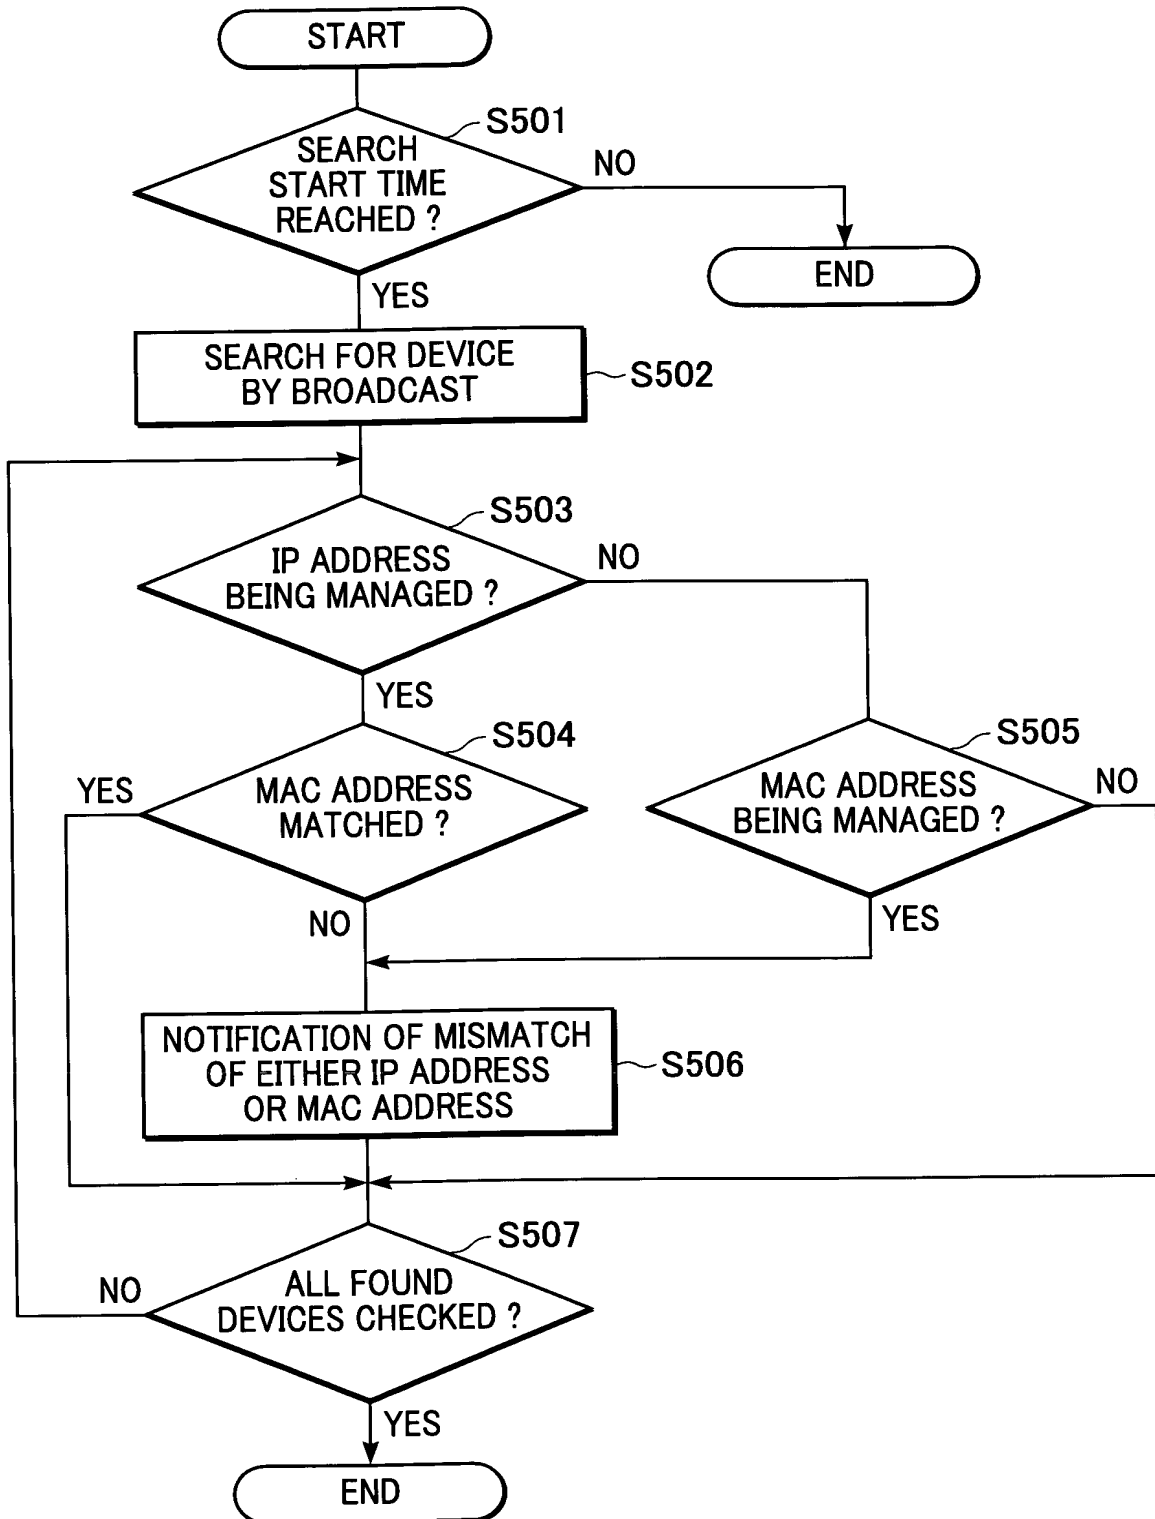 START
S501
SEARCH
START TIME
REACHED ?
NO
END
YES
SEARCH FOR DEVICE
BY BROADCAST
S502
S503
IP ADDRESS
BEING MANAGED ?
NO
YES
S504
YES
MAC ADDRESS
MATCHED ?
NO
S505
MAC ADDRESS
BEING MANAGED ?
NO
YES
NOTIFICATION OF MISMATCH
OF EITHER IP ADDRESS
OR MAC ADDRESS
S506
S507
NO
ALL FOUND
DEVICES CHECKED ?
YES
END